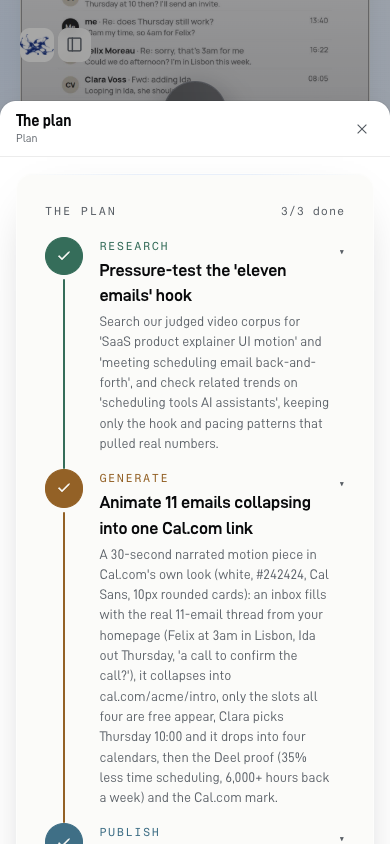 Thursday at 10? I'll send an invite.
me · Re: does Thursday still work? 13:40
Me
my time, so 4am for Felix?
Felix Moreau · Re: sorry, that's 3am for me 16:22
Could we do afternoon? I'm in Lisbon this week.
CV Clara Voss · Fwd: adding Ida 08:05
Looping in Ida, she
The plan
Plan
THE PLAN 3/3 done
RESEARCH
Pressure-test the 'eleven
emails' hook
Search our judged video corpus for
'SaaS product explainer UI motion' and
'meeting scheduling email back-and-
forth', and check related trends on
'scheduling tools AI assistants', keeping
only the hook and pacing patterns that
pulled real numbers.
GENERATE
Animate 11 emails collapsing
into one Cal.com link
A 30-second narrated motion piece in
Cal.com's own look (white, #242424, Cal
Sans, 10px rounded cards): an inbox fills
with the real 11-email thread from your
homepage (Felix at 3am in Lisbon, Ida
out Thursday, 'a call to confirm the
call?'), it collapses into
cal.com/acme/intro, only the slots all
four are free appear, Clara picks
Thursday 10:00 and it drops into four
calendars, then the Deel proof (35%
less time scheduling, 6,000+ hours back
a week) and the Cal.com mark.
PUBLISH